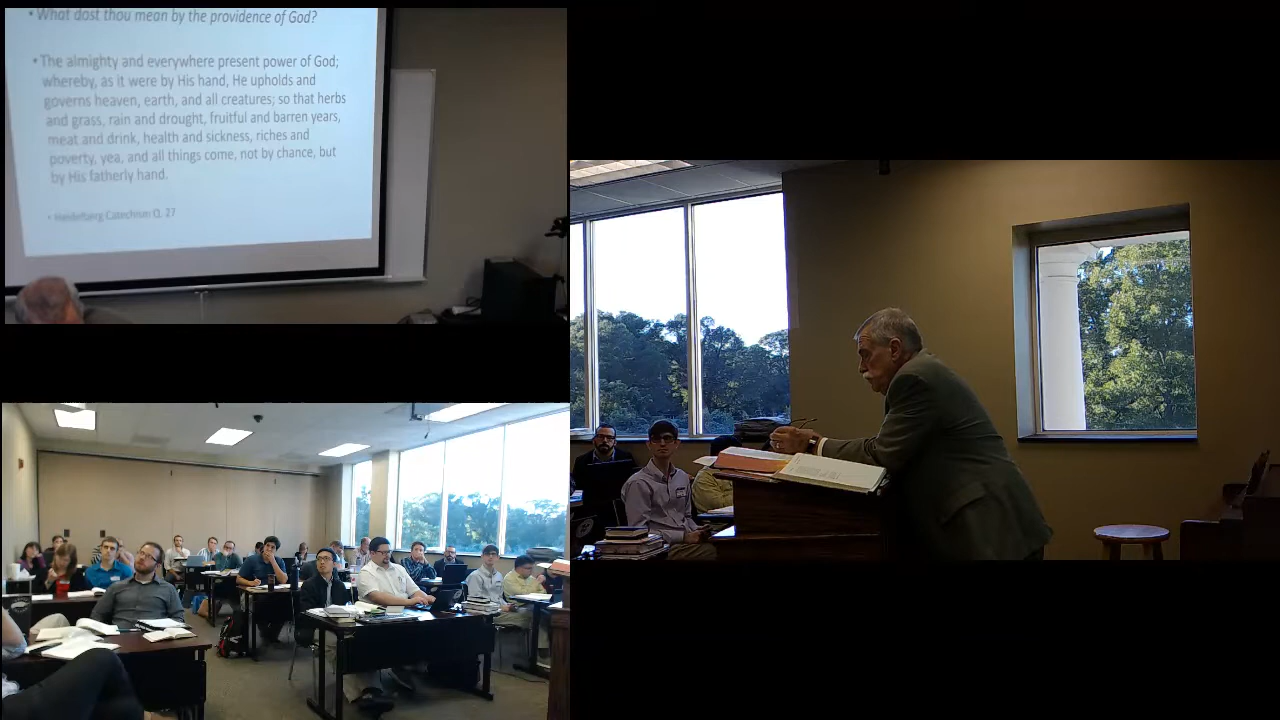 • What dost thou mean by the providence of God?
• The almighty and everywhere present power of God;
whereby, as it were by His hand, He upholds and
governs heaven, earth, and all creatures; so that herbs
and grass, rain and drought, fruitful and barren years,
meat and drink, health and sickness, riches and
poverty, yea, and all things come, not by chance, but
by His fatherly hand.
• Heidelberg Catechism Q. 27